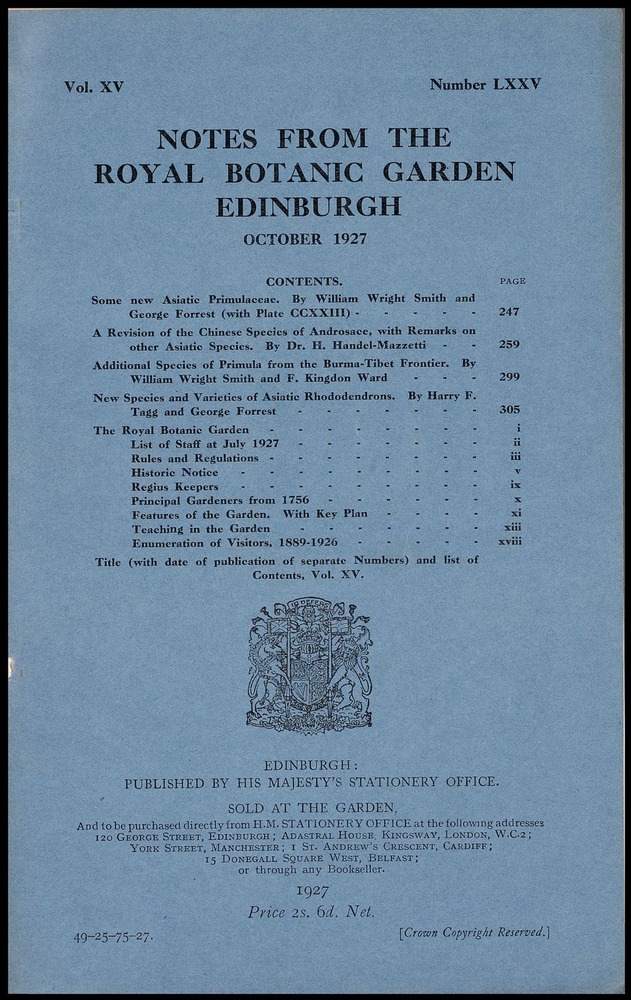 Vol. XV
Number LXXV
NOTES FROM THE
ROYAL BOTANIC GARDEN
EDINBURGH
OCTOBER 1927
CONTENTS. PAGE
Some new Asiatic Primulaceae. By William Wright Smith and
George Forrest (with Plate CCXXIII) - - - - - 247
A Revision of the Chinese Species of Androsace, with Remarks on
other Asiatic Species. By Dr. H. Handel-Mazzetti - - 259
Additional Species of Primula from the Burma-Tibet Frontier. By
William Wright Smith and F. Kingdon Ward - - - 299
New Species and Varieties of Asiatic Rhododendrons. By Harry F.
Tagg and George Forrest - - - - - - - 305
The Royal Botanic Garden - - - - - - - - i
List of Staff at July 1927 - - - - - - - ii
Rules and Regulations - - - - - - - - iii
Historic Notice - - - - - - - - - v
Regius Keepers - - - - - - - - - ix
Principal Gardeners from 1756 - - - - - - x
Features of the Garden. With Key Plan - - - - xi
Teaching in the Garden - - - - - - - xiii
Enumeration of Visitors, 1889-1926 - - - - - xviii
Title (with date of publication of separate Numbers) and list of
Contents, Vol. XV.
EDINBURGH:
PUBLISHED BY HIS MAJESTY'S STATIONERY OFFICE.
SOLD AT THE GARDEN,
And to be purchased directly from H.M. STATIONERY OFFICE at the following addresses
120 GEORGE STREET, EDINBURGH; ADASTRAL HOUSE, KINGSWAY, LONDON, W.C.2;
YORK STREET, MANCHESTER; 1 ST. ANDREW'S CRESCENT, CARDIFF;
15 DONEGALL SQUARE WEST, BELFAST;
or through any Bookseller.
1927
Price 2s. 6d. Net.
49-25-75-27.
[Crown Copyright Reserved.]